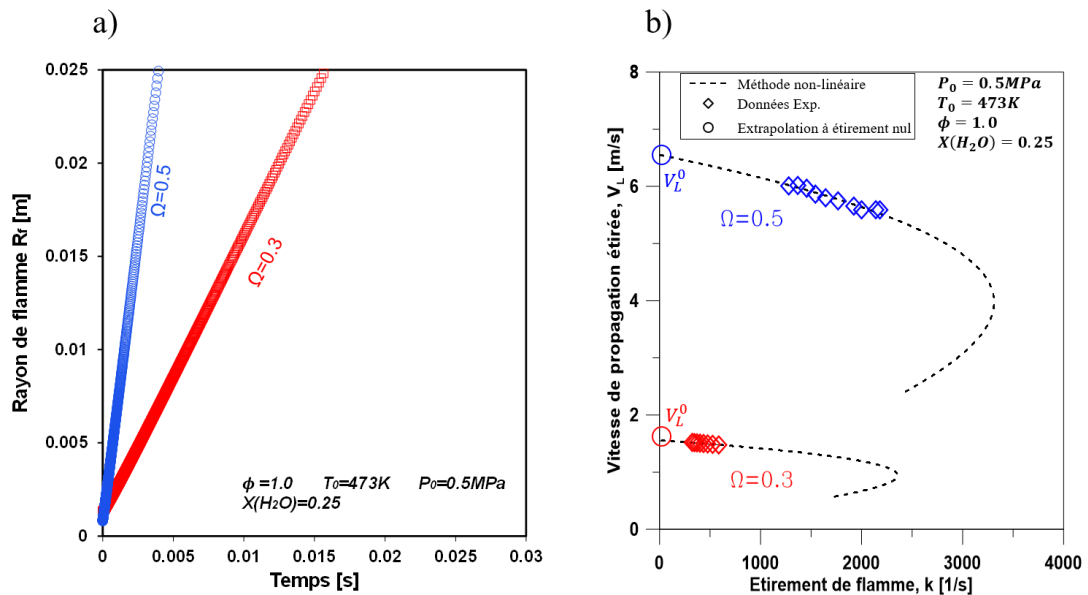 a)
Rayon de flamme Rf [m]
0.025
0.02
0.015
0.01
0.005
0
Ω=0.5
Ω=0.3
ϕ =1.0 T0=473K P0=0.5MPa
X(H2O)=0.25
0 0.005 0.01 0.015 0.02 0.025 0.03
Temps [s]
b)
Vitesse de propagation étirée, VL [m/s]
8
6
4
2
0
Méthode non-linéaire
Données Exp.
Extrapolation à étirement nul
P0 = 0.5MPa
T0 = 473K
ϕ = 1.0
X(H2O) = 0.25
VL0
Ω=0.5
VL0
Ω=0.3
0 1000 2000 3000 4000
Etirement de flamme, k [1/s]